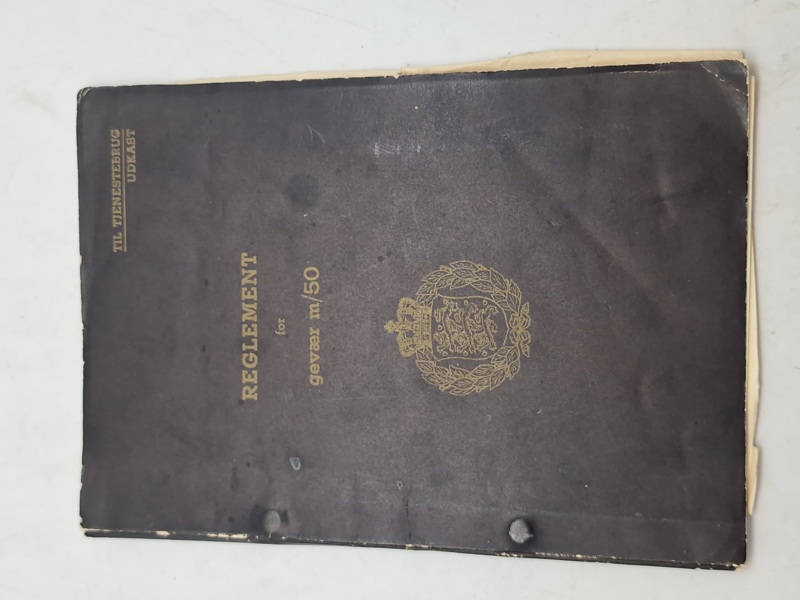 TIL TJENESTEBRUG
UDKAST
REGLEMENT
for
gevær m/50